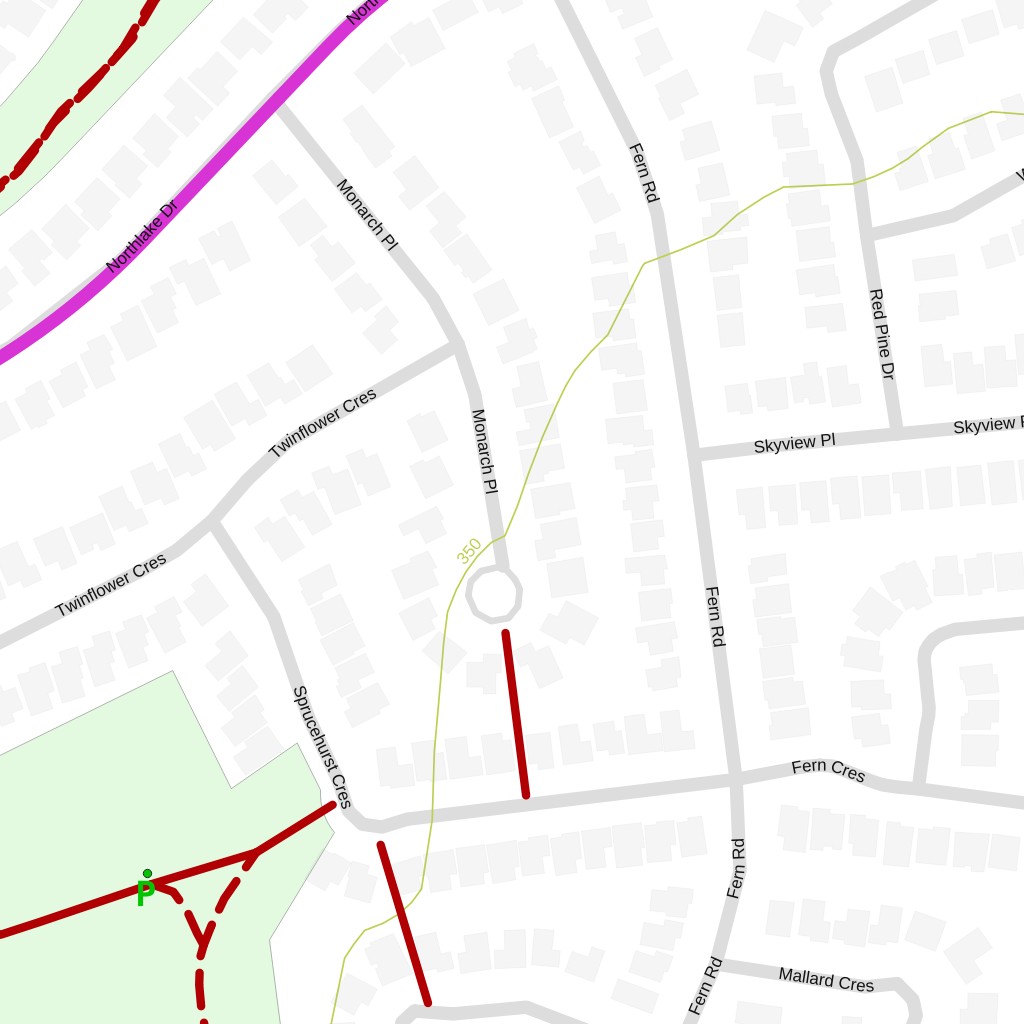 Fern Rd
Monarch Pl
Northlake Dr
Red Pine Dr
Twinflower Cres
Skyview Pl
Monarch Pl
350
Twinflower Cres
Fern Rd
Sprucehurst Cres
Fern Cres
Fern Rd
P
Mallard Cres
Fern Rd